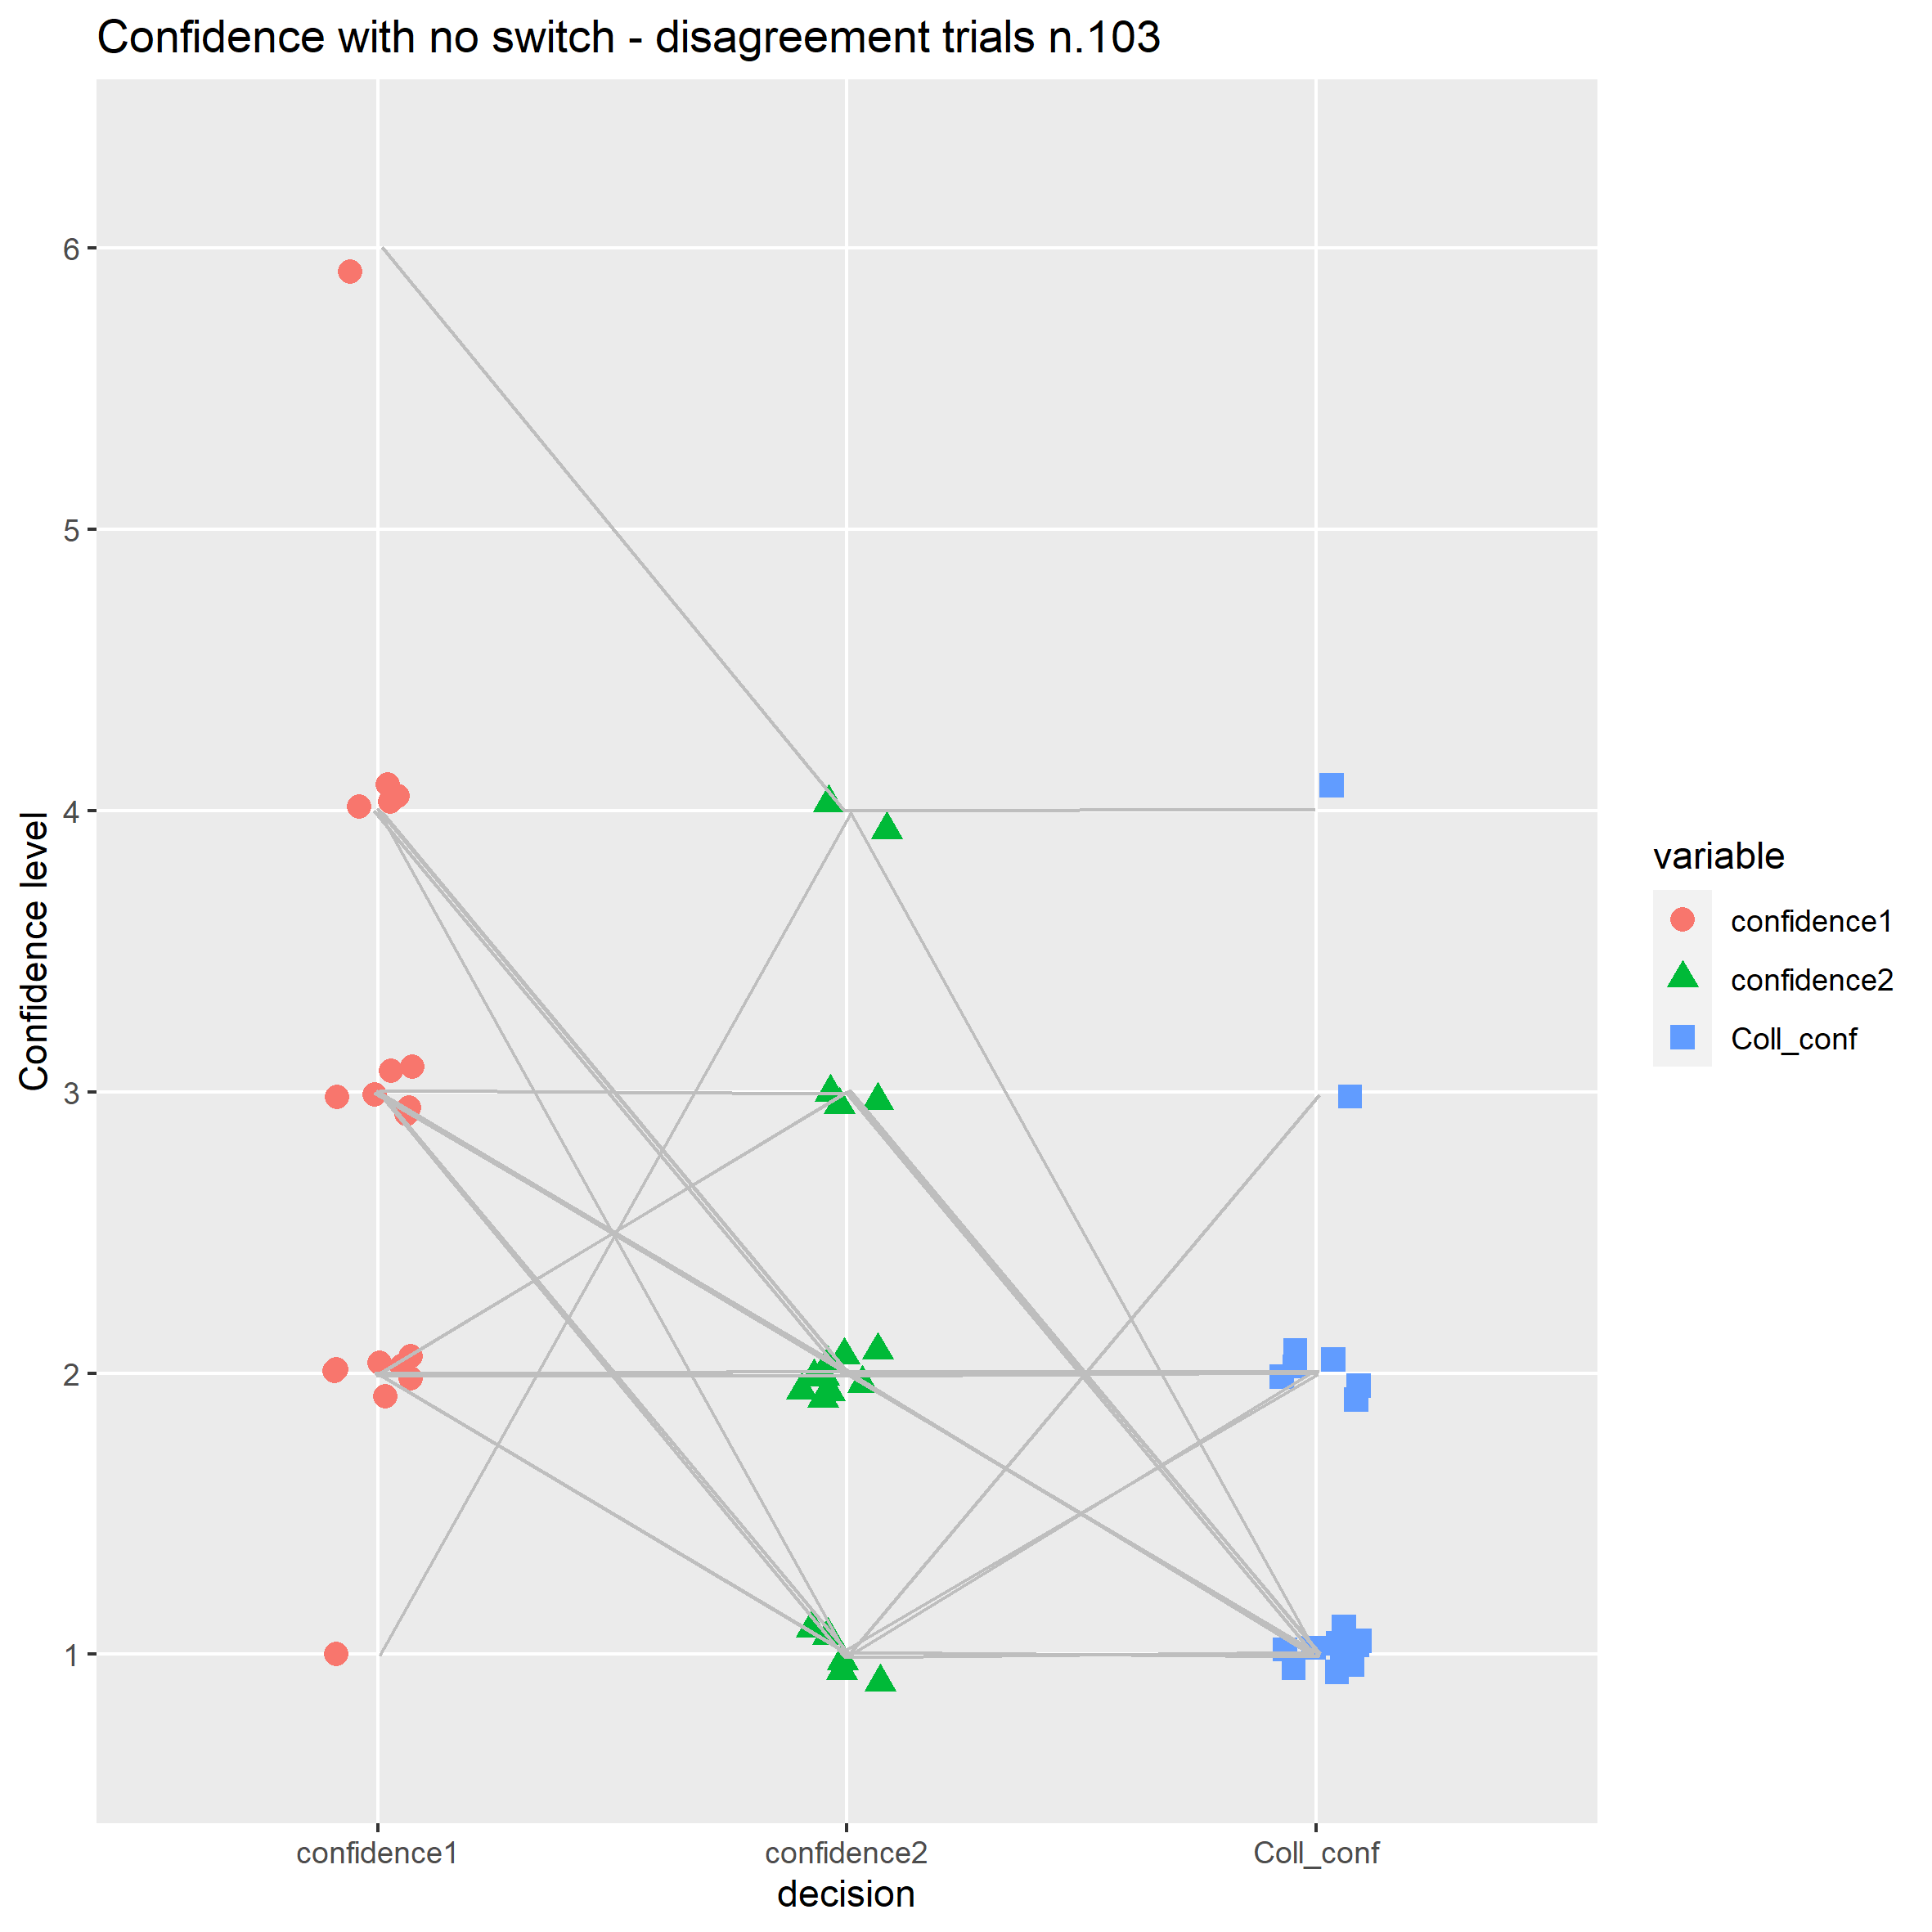 Confidence with no switch - disagreement trials n.103
Confidence level
6
5
4
3
2
1
confidence1
confidence2
Coll_conf
decision
variable
confidence1
confidence2
Coll_conf